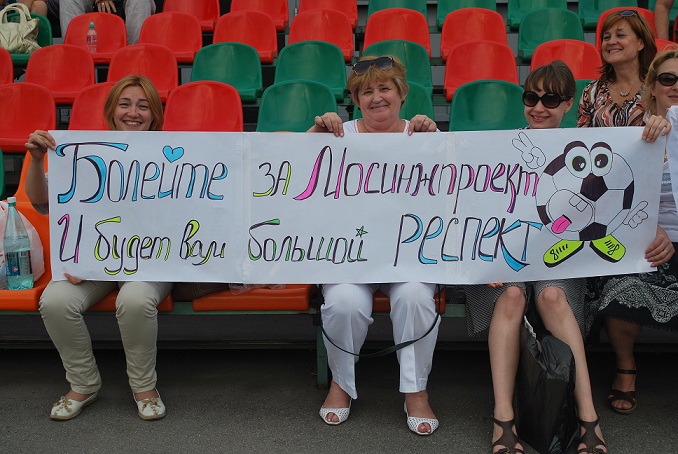 Болейте за Мосинжпроект
И будет Вам большой респект